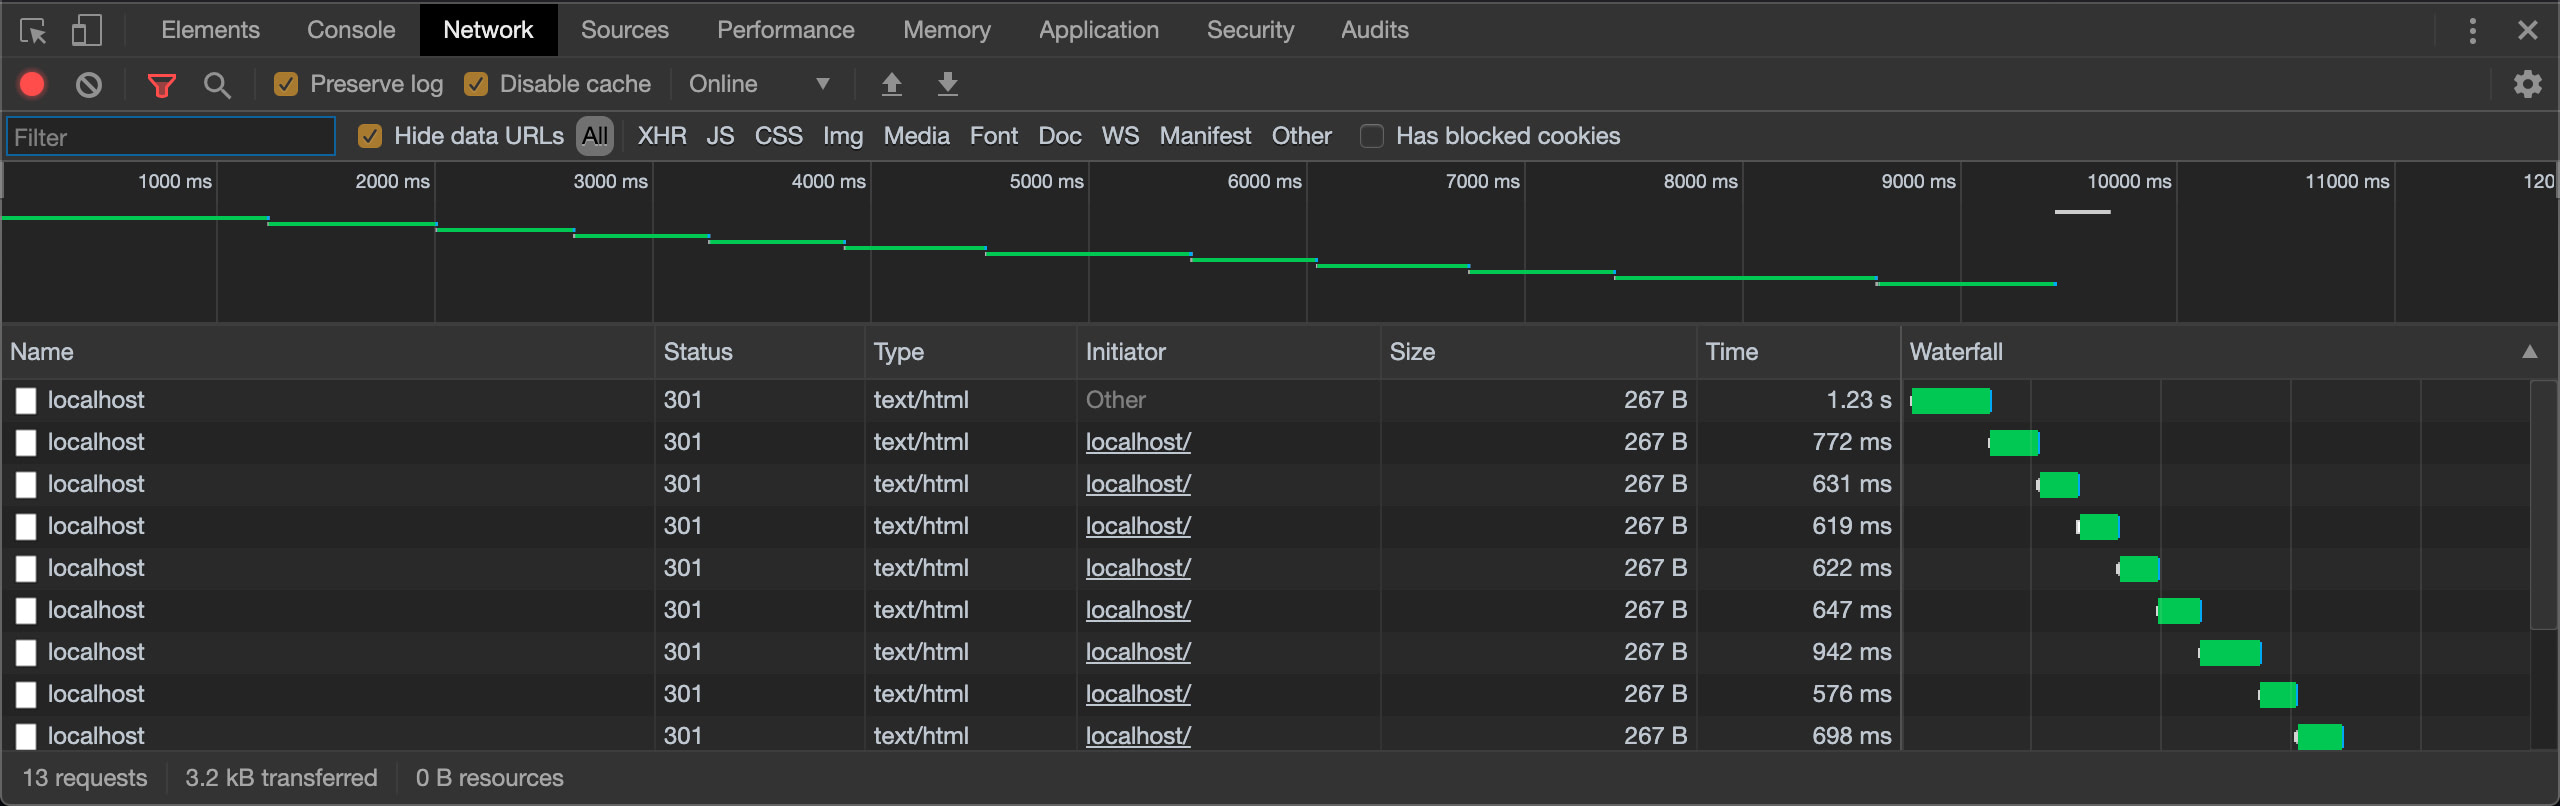 Elements Console Network Sources Performance Memory Application Security Audits
Preserve log Disable cache Online
Filter Hide data URLs All XHR JS CSS Img Media Font Doc WS Manifest Other Has blocked cookies
1000 ms 2000 ms 3000 ms 4000 ms 5000 ms 6000 ms 7000 ms 8000 ms 9000 ms 10000 ms 11000 ms 120
Name Status Type Initiator Size Time Waterfall
localhost 301 text/html Other 267 B 1.23 s
localhost 301 text/html localhost/ 267 B 772 ms
localhost 301 text/html localhost/ 267 B 631 ms
localhost 301 text/html localhost/ 267 B 619 ms
localhost 301 text/html localhost/ 267 B 622 ms
localhost 301 text/html localhost/ 267 B 647 ms
localhost 301 text/html localhost/ 267 B 942 ms
localhost 301 text/html localhost/ 267 B 576 ms
localhost 301 text/html localhost/ 267 B 698 ms
13 requests 3.2 kB transferred 0 B resources